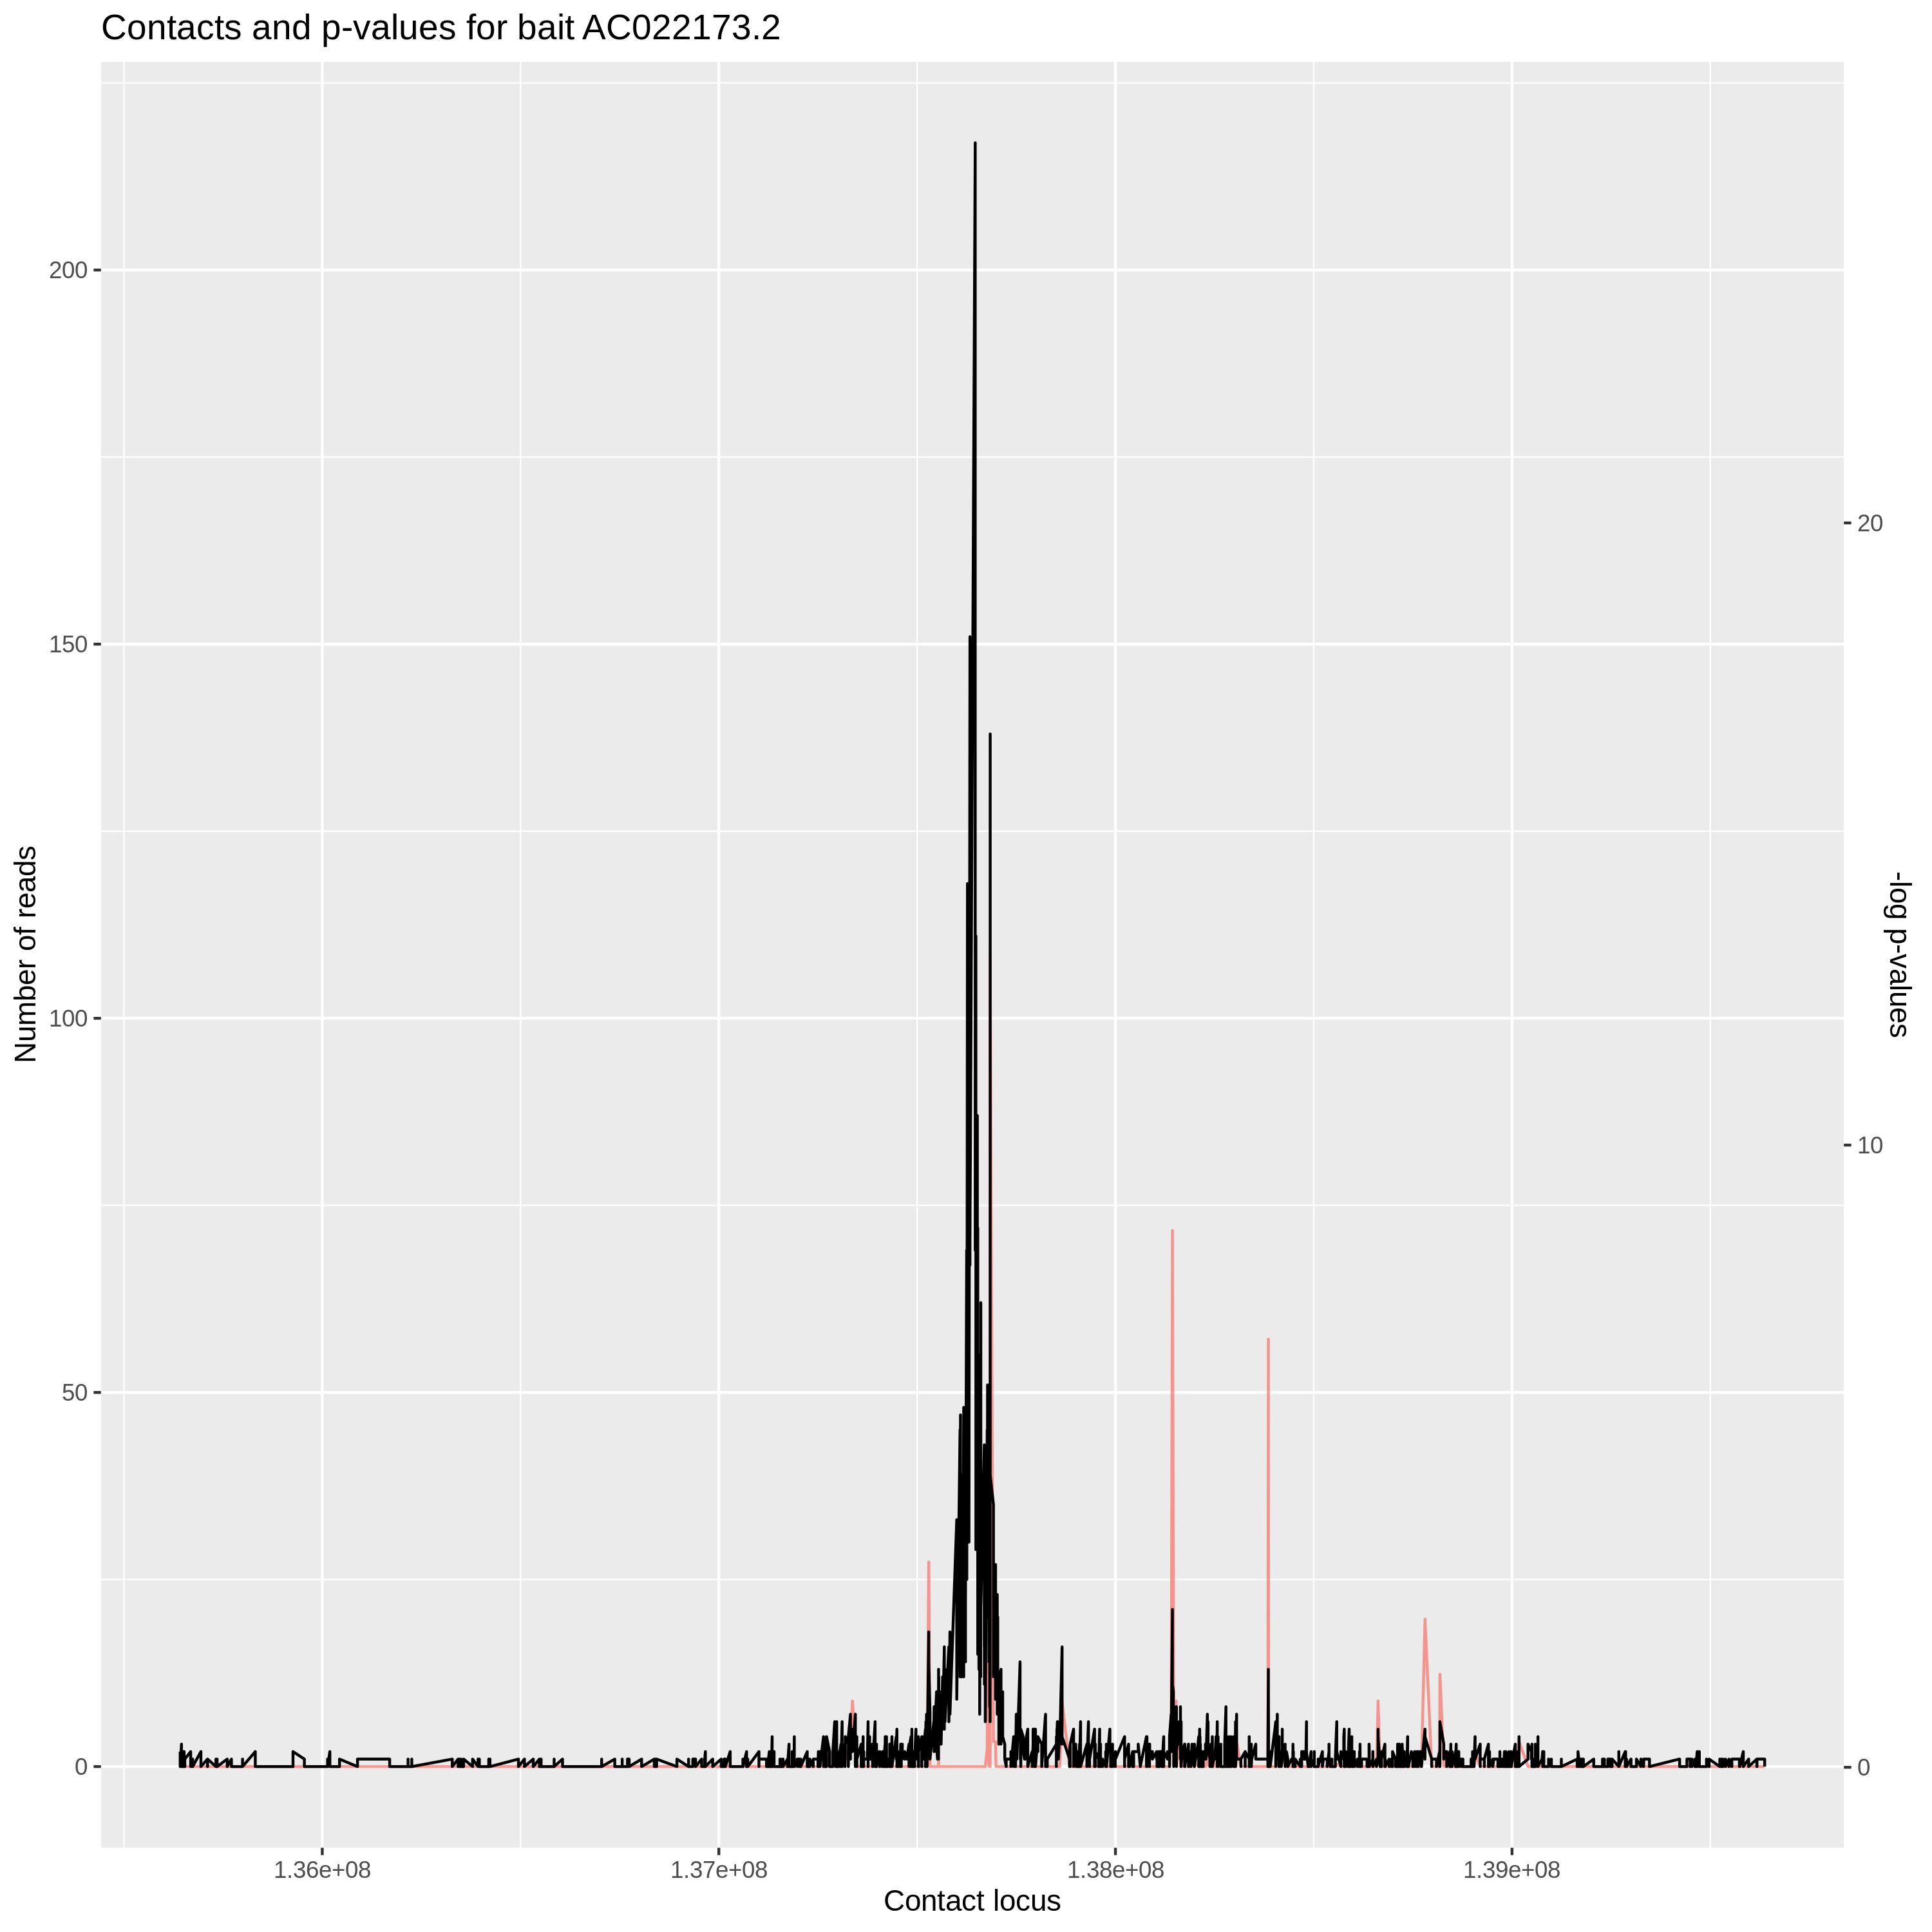 Contacts and p-values for bait AC022173.2
200
150
100
50
0
Number of reads
20
10
0
-log p-values
1.36e+08
1.37e+08
1.38e+08
1.39e+08
Contact locus